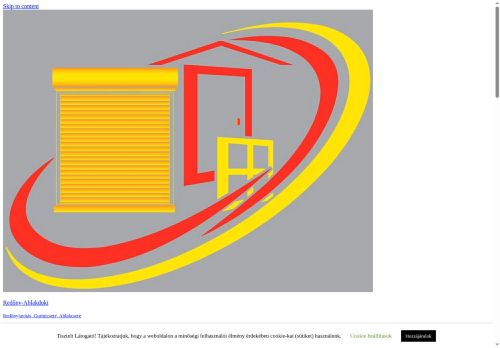 Skip to content
Redőny-Ablakdoki
Redőnyjavítás, Gurtnicsere, Ablakcsere
Tisztelt Látogató! Tájékoztatjuk, hogy a weboldalon a minőségi felhasználói élmény érdekében cookie-kat (sütiket) használunk.
Cookie beállítások
Hozzájárulok